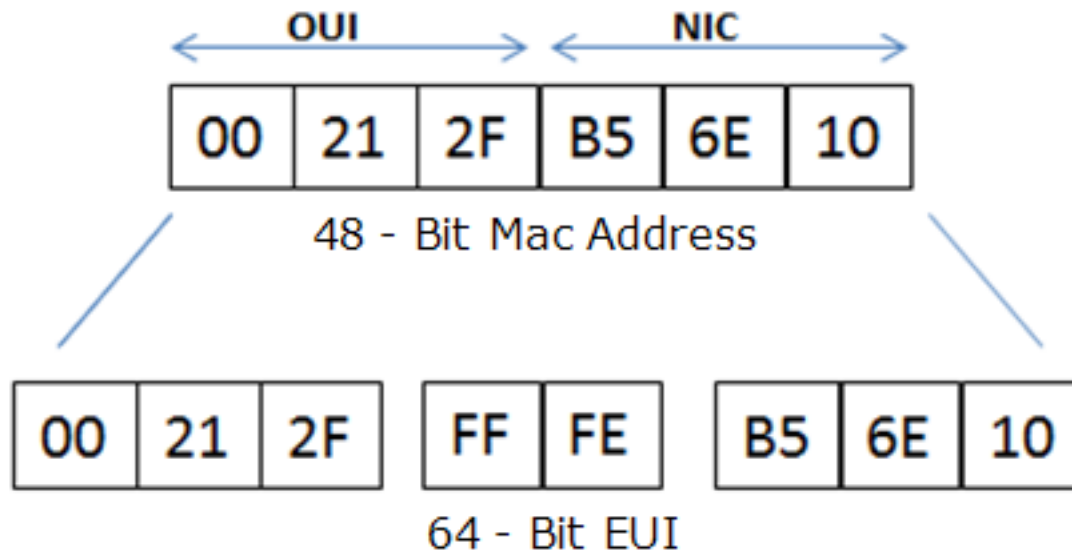 OUI NIC
00 21 2F B5 6E 10
48 - Bit Mac Address
00 21 2F FF FE B5 6E 10
64 - Bit EUI